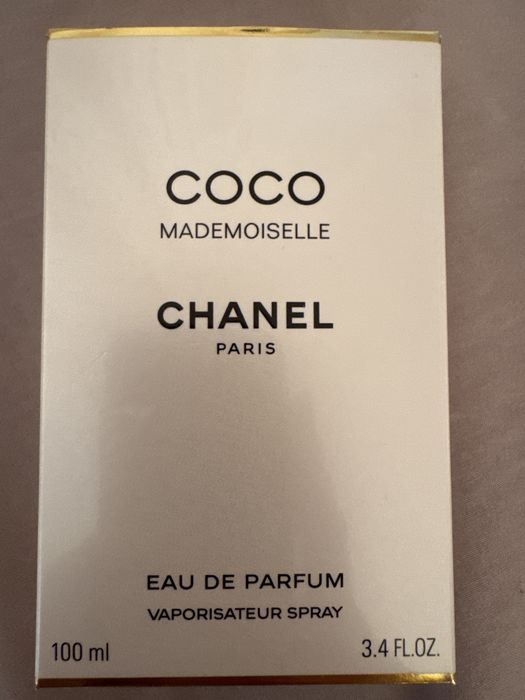 COCO
MADEMOISELLE
CHANEL
PARIS
EAU DE PARFUM
VAPORISATEUR SPRAY
100 ml 3.4 FL.OZ.